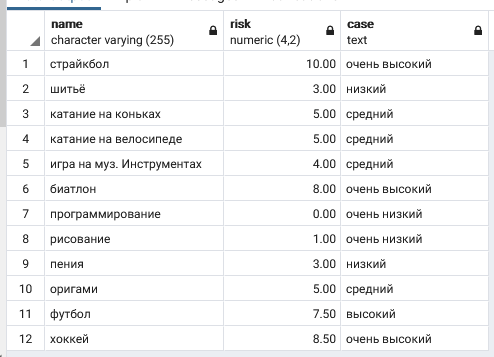 name risk case
character varying (255) numeric (4,2) text
1 страйкбол 10.00 очень высокий
2 шитьё 3.00 низкий
3 катание на коньках 5.00 средний
4 катание на велосипеде 5.00 средний
5 игра на муз. Инструментах 4.00 средний
6 биатлон 8.00 очень высокий
7 программирование 0.00 очень низкий
8 рисование 1.00 очень низкий
9 пения 3.00 низкий
10 оригами 5.00 средний
11 футбол 7.50 высокий
12 хоккей 8.50 очень высокий